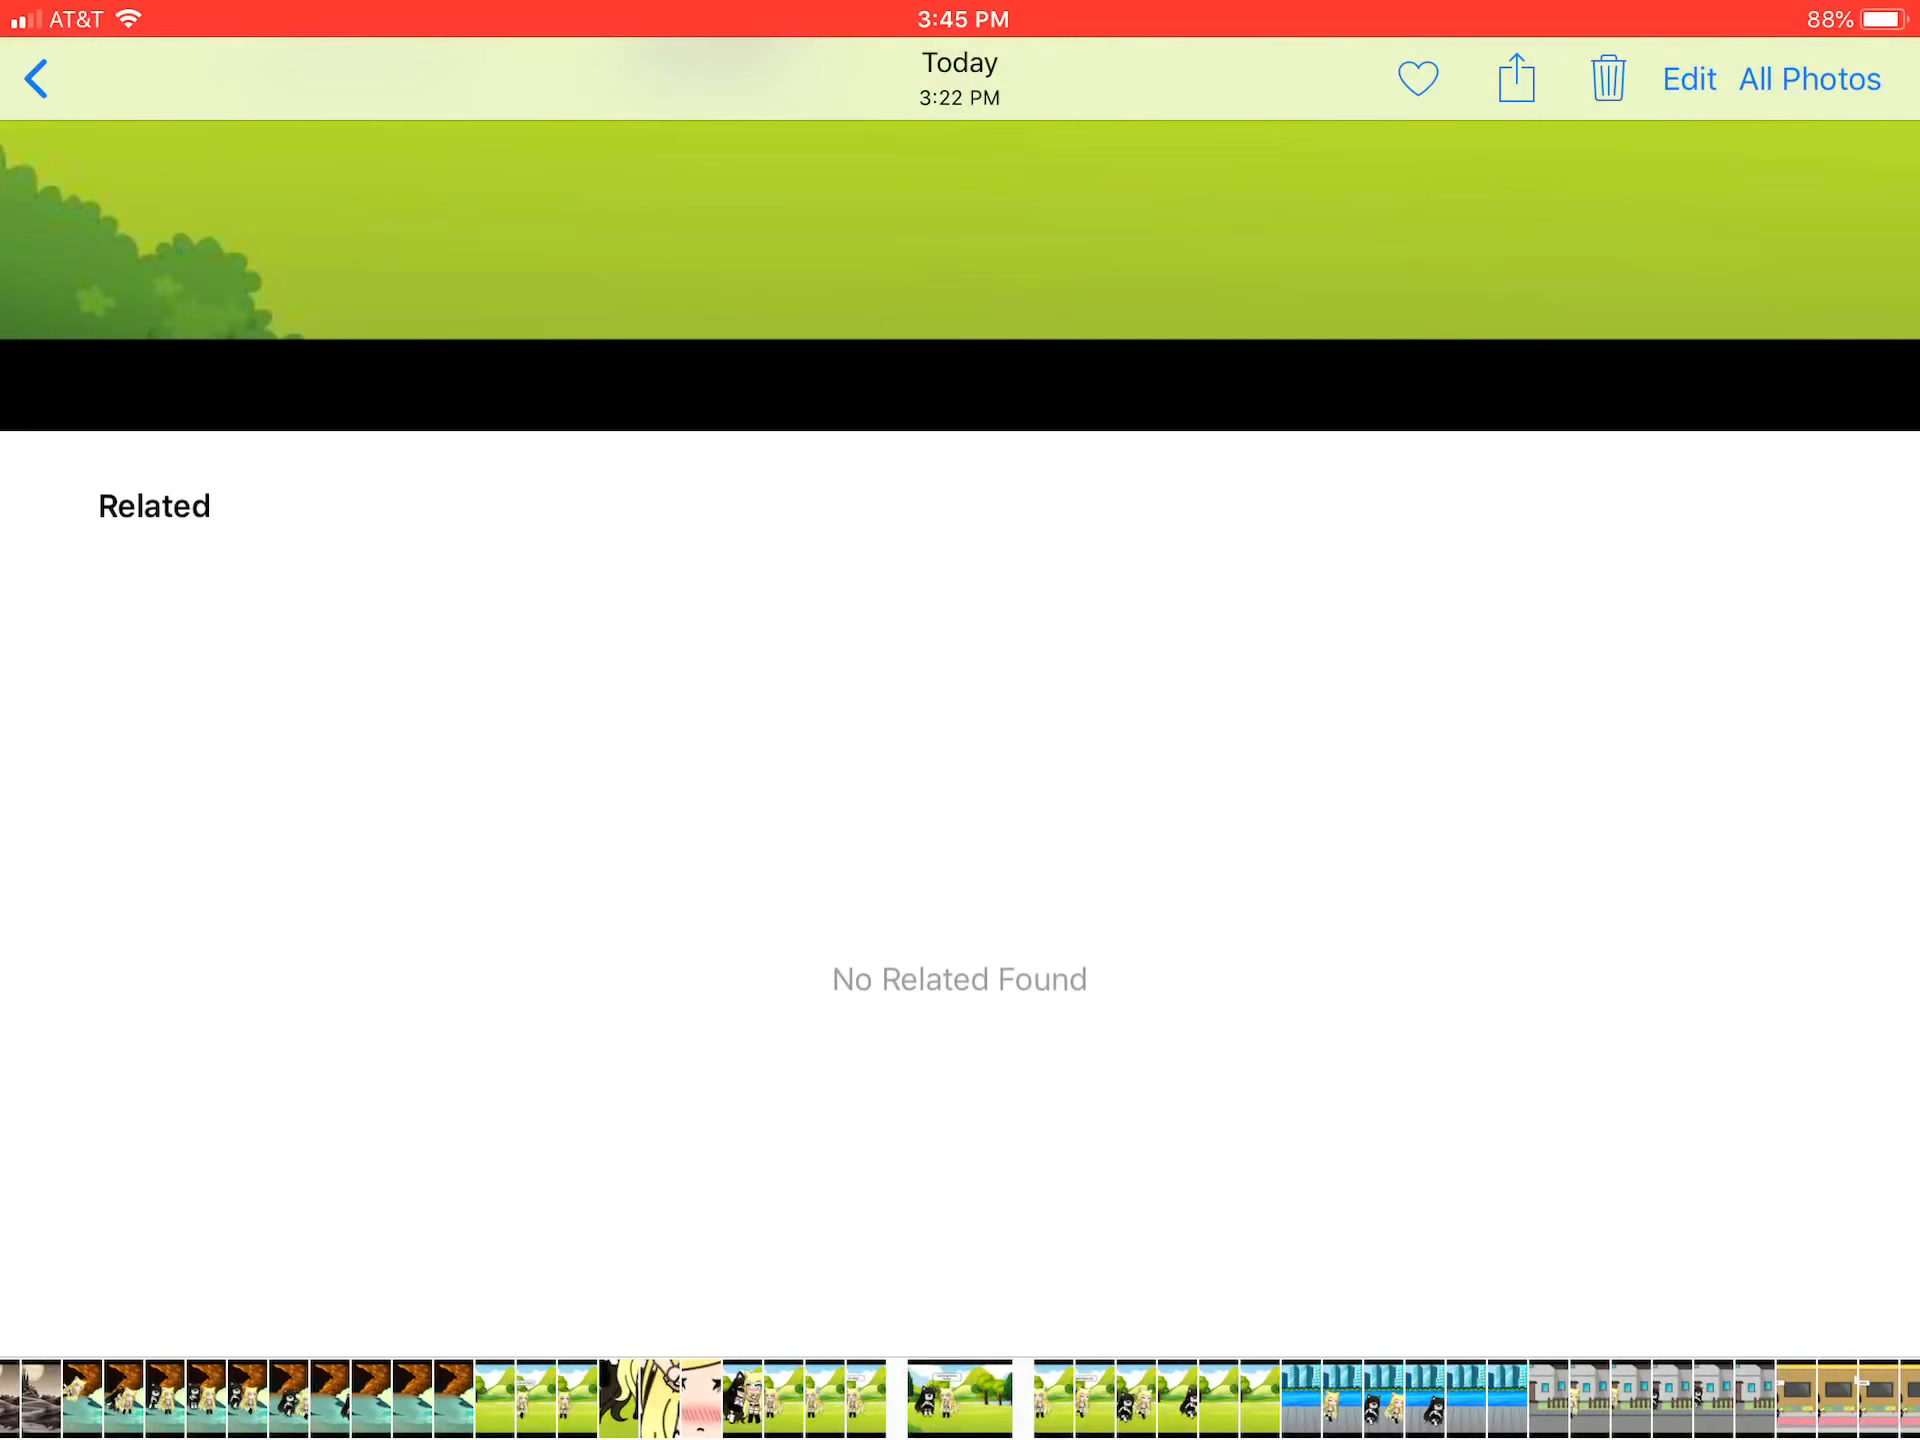 AT&T 3:45 PM 88%
Today
3:22 PM
Edit All Photos
Related
No Related Found